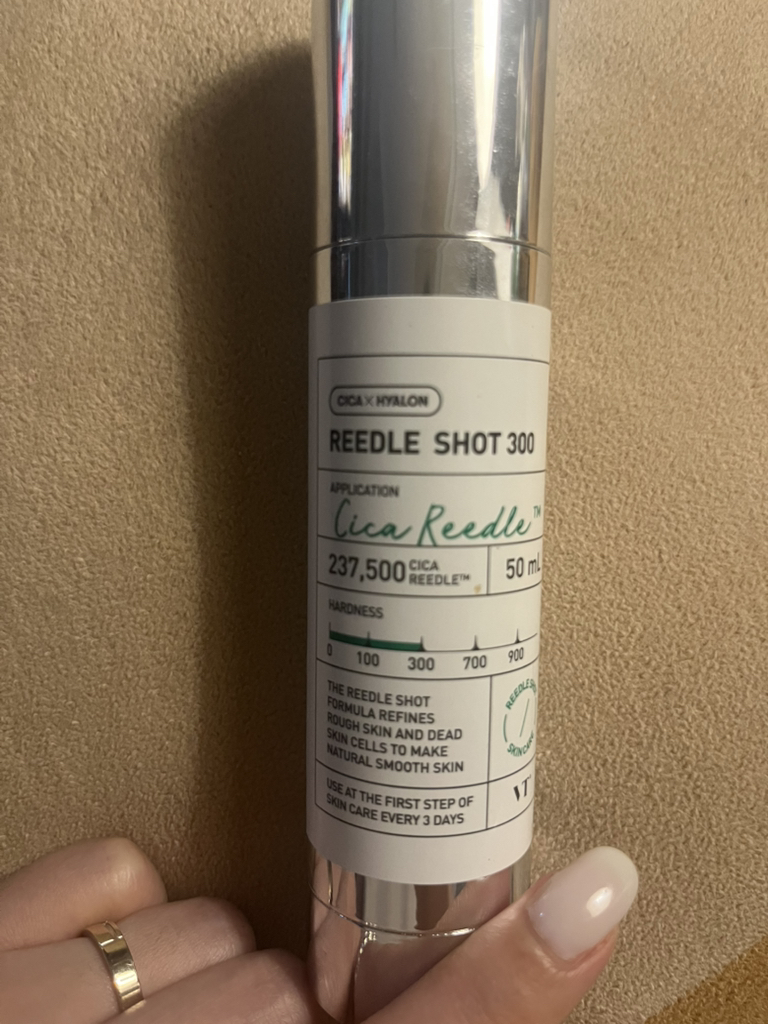 CICA X HYALON
REEDLE SHOT 300
APPLICATION
Cica Reedle™
237,500 CICA REEDLE™
50 mL
HARDNESS
0 100 300 700 900
THE REEDLE SHOT
FORMULA REFINES
ROUGH SKIN AND DEAD
SKIN CELLS TO MAKE
NATURAL SMOOTH SKIN
REEDLE
SKINCARE
USE AT THE FIRST STEP OF
SKIN CARE EVERY 3 DAYS
VT